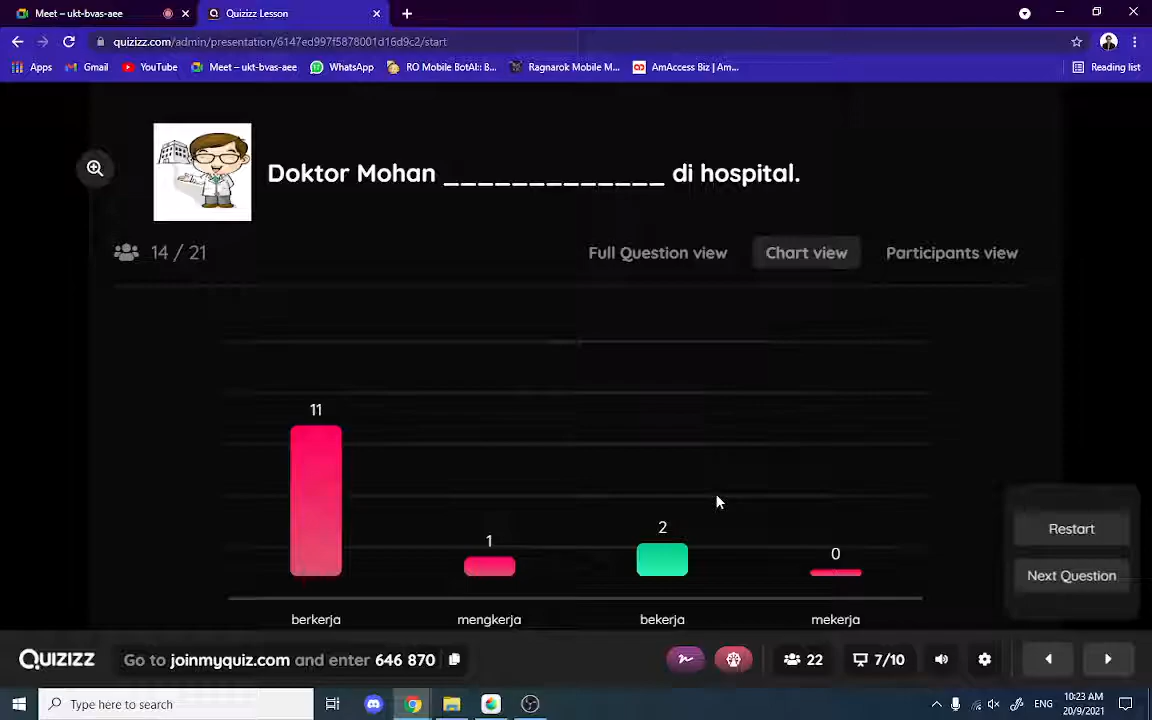 Meet – ukt-bvas-aee
Quizizz Lesson
quizizz.com/admin/presentation/6147ed997f5878001d16d9c2/start
Apps
Gmail
YouTube
Meet – ukt-bvas-aee
WhatsApp
RO Mobile BotAI:: B...
Ragnarok Mobile M...
AmAccess Biz | Am...
Reading list
Doktor Mohan _____________ di hospital.
14 / 21
Full Question view
Chart view
Participants view
11
1
2
0
berkerja
mengkerja
bekerja
mekerja
Restart
Next Question
Quizizz
Go to joinmyquiz.com and enter 646 870
22
7/10
Type here to search
ENG
10:23 AM
20/9/2021